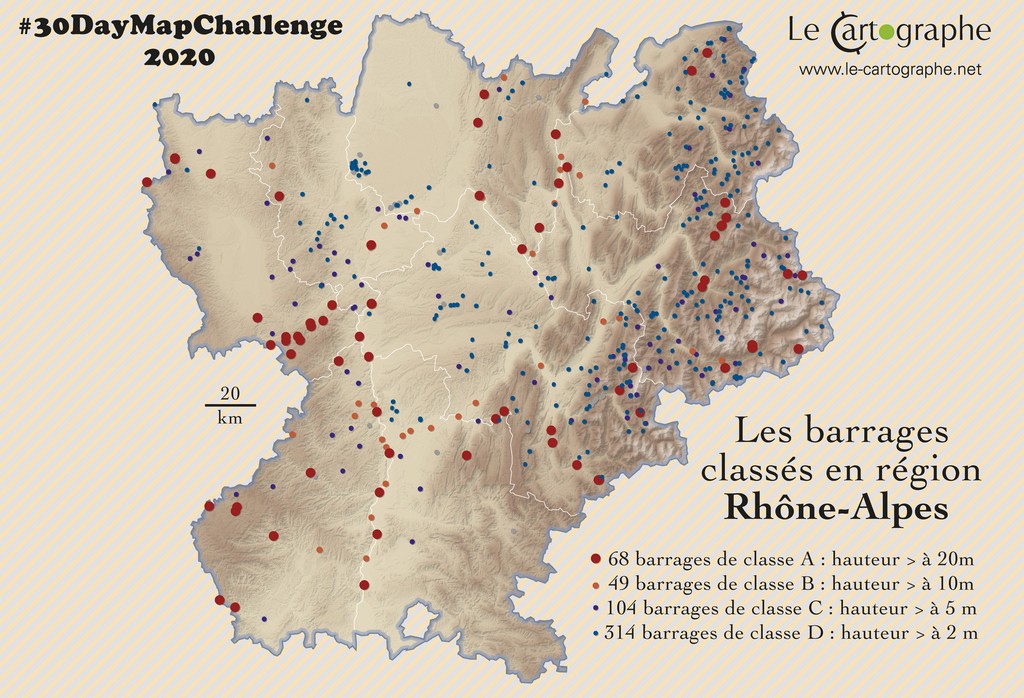 #30DayMapChallenge
2020
Le Cartographe
www.le-cartographe.net
20
km
Les barrages
classés en région
Rhône-Alpes
68 barrages de classe A : hauteur > à 20m
49 barrages de classe B : hauteur > à 10m
104 barrages de classe C : hauteur > à 5 m
314 barrages de classe D : hauteur > à 2 m